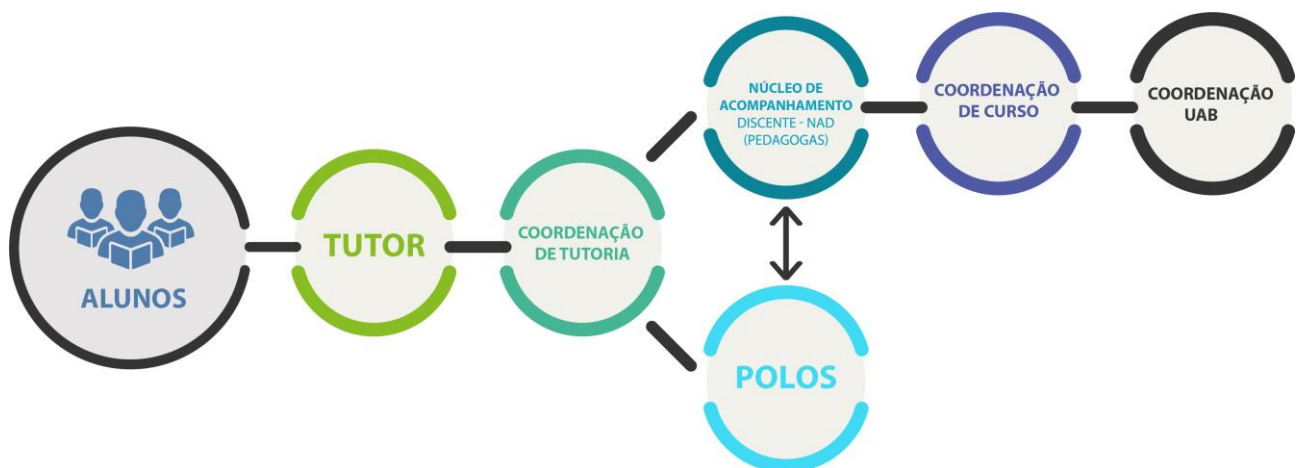 ALUNOS
TUTOR
COORDENAÇÃO
DE TUTORIA
NÚCLEO DE
ACOMPANHAMENTO
DISCENTE - NAD
(PEDAGOGAS)
POLOS
COORDENAÇÃO
DE CURSO
COORDENAÇÃO
UAB